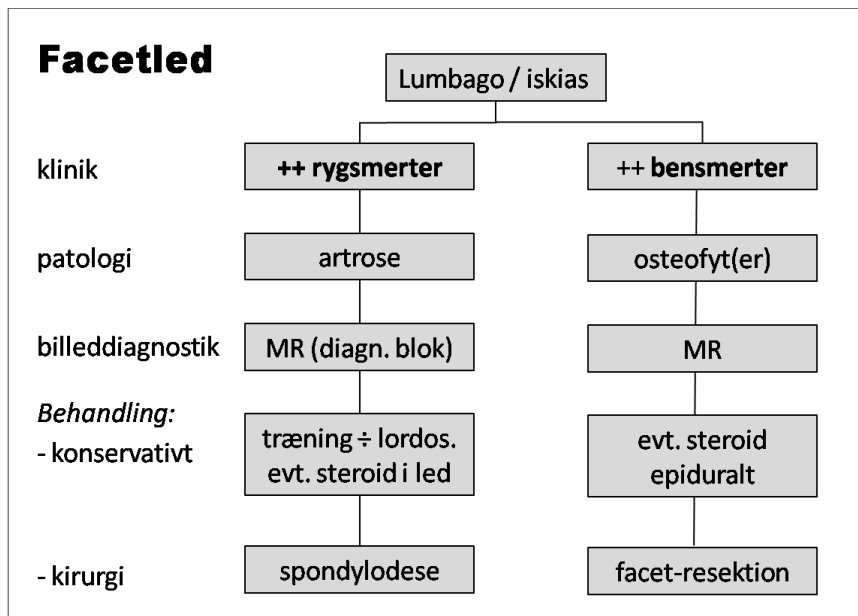 Facetled
Lumbago / iskias
klinik
++ rygsmerter
++ bensmerter
patologi
artrose
osteofyt(er)
billeddiagnostik
MR (diagn. blok)
MR
Behandling:
- konservativt
træning ÷ lordos.
evt. steroid i led
evt. steroid
epiduralt
- kirurgi
spondylodese
facet-resektion